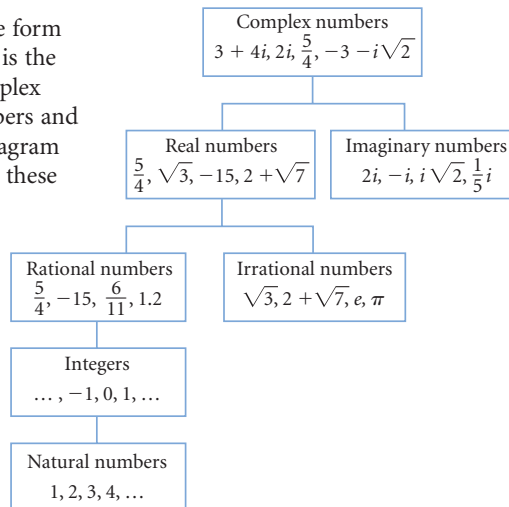 e form
is the
plex
bers and
agram
these
Complex numbers
3 + 4i, 2i, 5/4, −3 − i√2
Real numbers
5/4, √3, −15, 2 + √7
Imaginary numbers
2i, −i, i√2, 1/5 i
Rational numbers
5/4, −15, 6/11, 1.2
Irrational numbers
√3, 2 + √7, e, π
Integers
… , −1, 0, 1, …
Natural numbers
1, 2, 3, 4, …